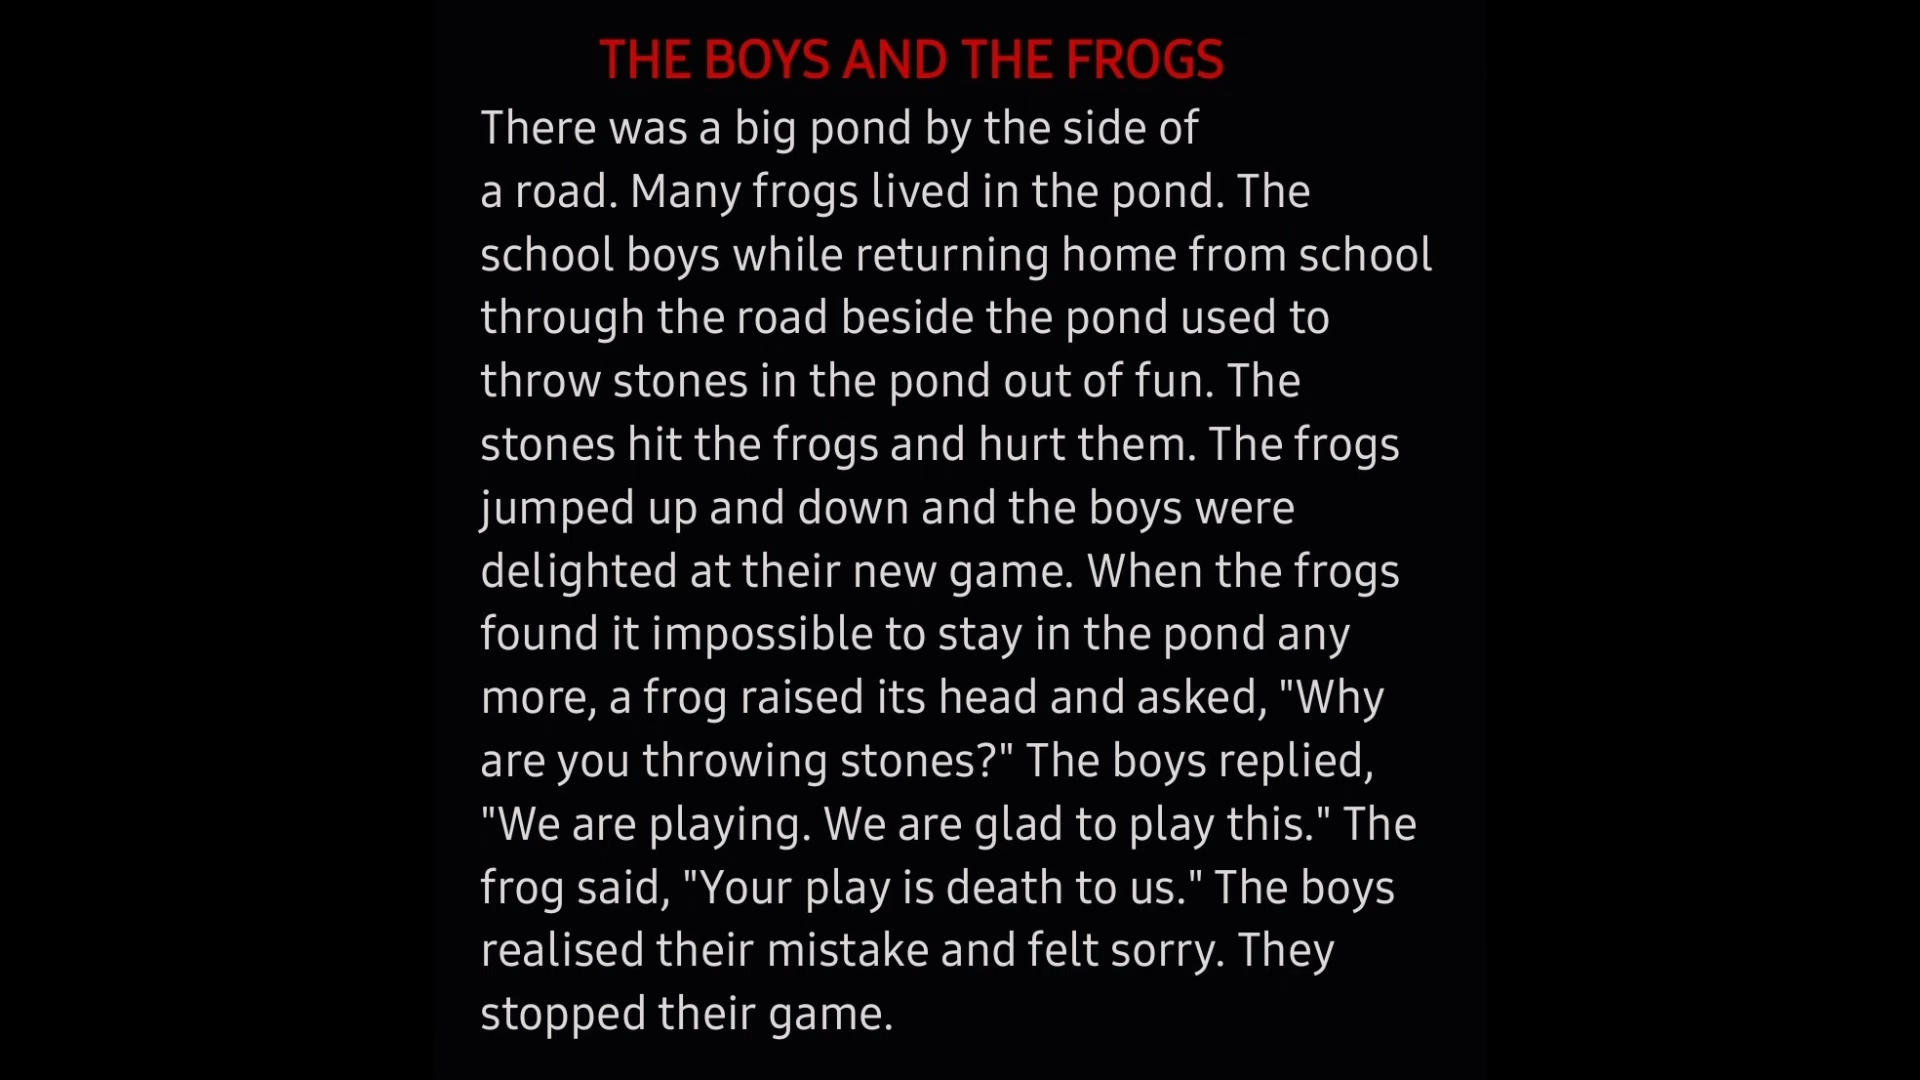 THE BOYS AND THE FROGS
There was a big pond by the side of
a road. Many frogs lived in the pond. The
school boys while returning home from school
through the road beside the pond used to
throw stones in the pond out of fun. The
stones hit the frogs and hurt them. The frogs
jumped up and down and the boys were
delighted at their new game. When the frogs
found it impossible to stay in the pond any
more, a frog raised its head and asked, "Why
are you throwing stones?" The boys replied,
"We are playing. We are glad to play this." The
frog said, "Your play is death to us." The boys
realised their mistake and felt sorry. They
stopped their game.